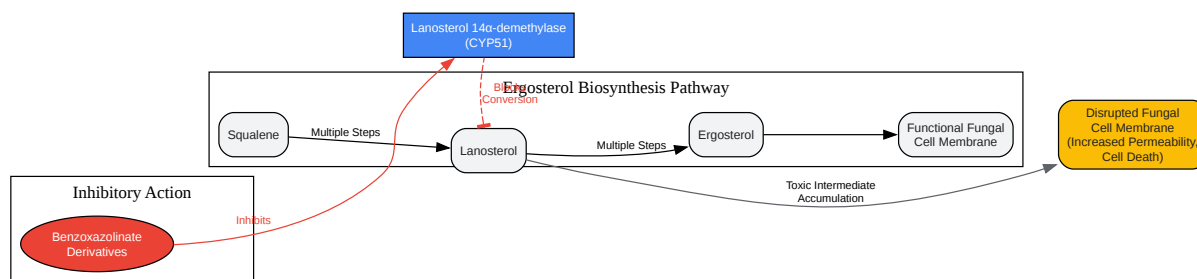 Lanosterol 14α-demethylase
(CYP51)
Ergosterol Biosynthesis Pathway
Blocks
Conversion
Squalene
Multiple Steps
Lanosterol
Multiple Steps
Ergosterol
Functional Fungal
Cell Membrane
Disrupted Fungal
Cell Membrane
(Increased Permeability,
Cell Death)
Toxic Intermediate
Accumulation
Inhibitory Action
Benzoxazolinate
Derivatives
Inhibits